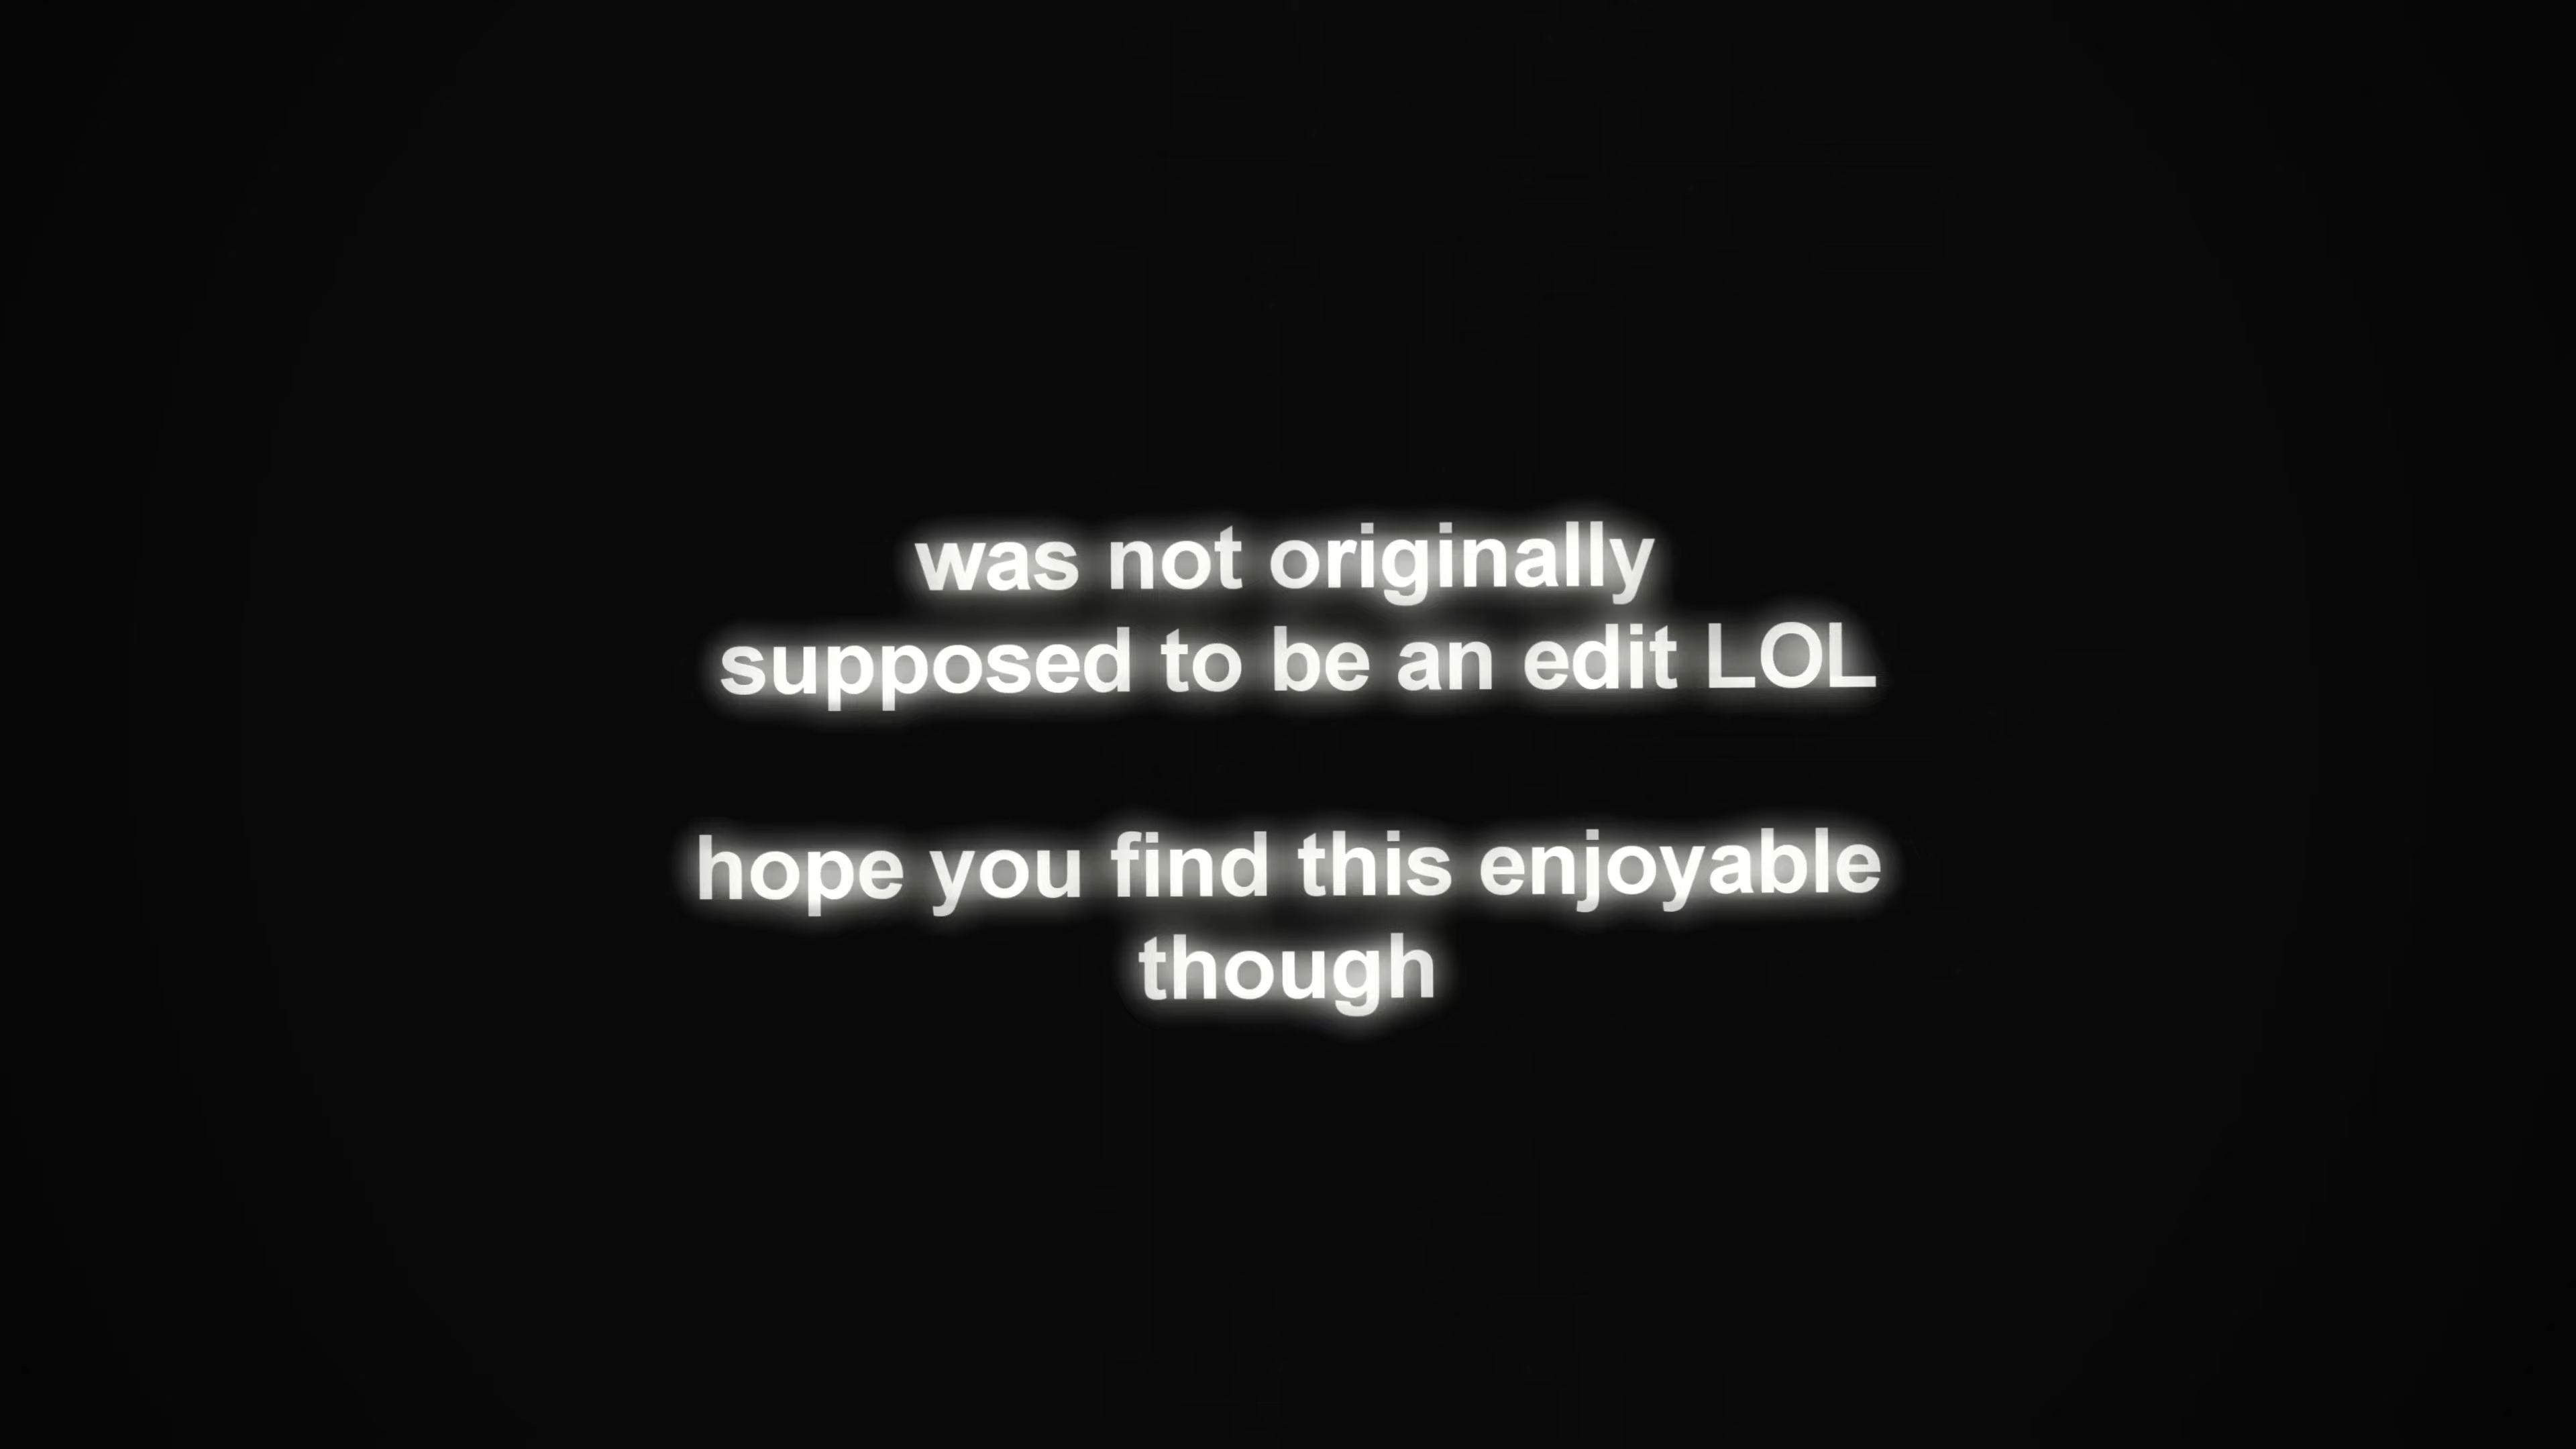 was not originally
supposed to be an edit LOL
hope you find this enjoyable
though